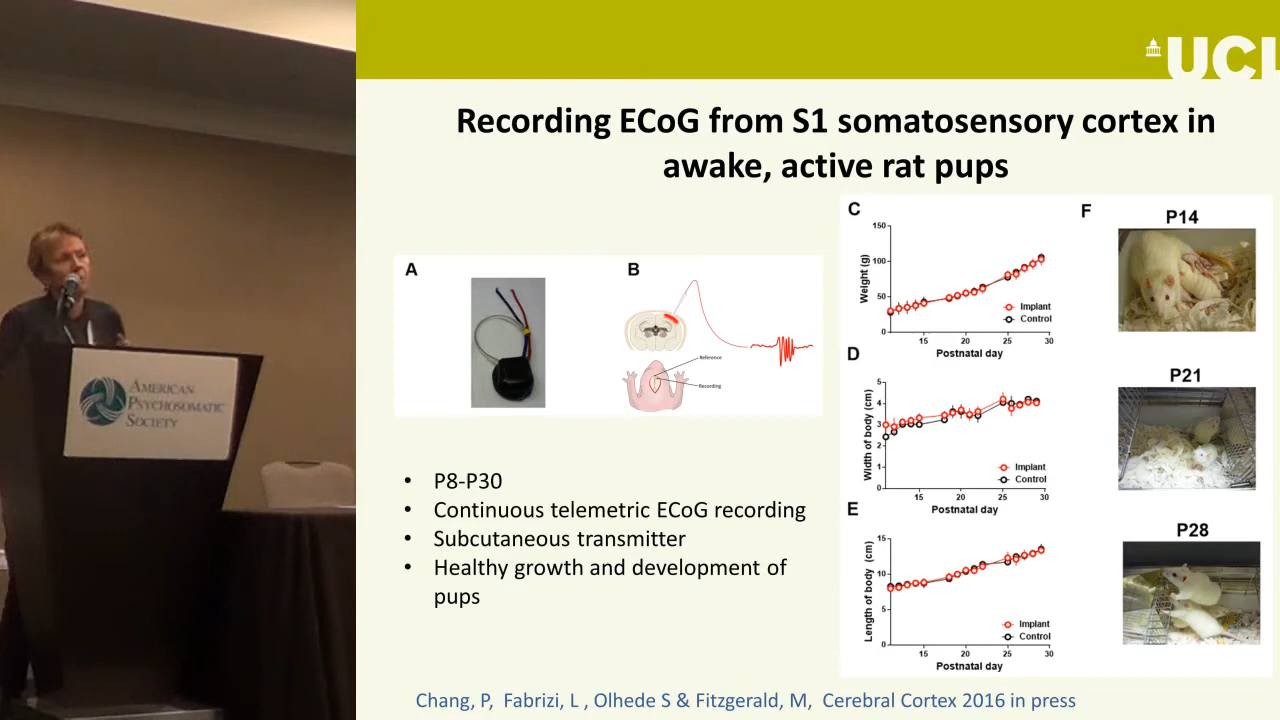 UCL
Recording ECoG from S1 somatosensory cortex in
awake, active rat pups
A
B
Reference
Recording
P8-P30
Continuous telemetric ECoG recording
Subcutaneous transmitter
Healthy growth and development of
pups
C
Weight (g)
150
100
50
0
Implant
Control
15
20
25
30
Postnatal day
D
Width of body (cm)
5
4
3
2
1
0
Implant
Control
15
20
25
30
Postnatal day
E
Length of body (cm)
15
10
5
0
Implant
Control
15
20
25
30
Postnatal day
F
P14
P21
P28
Chang, P, Fabrizi, L , Olhede S & Fitzgerald, M, Cerebral Cortex 2016 in press
AMERICAN
PSYCHOSOMATIC
SOCIETY